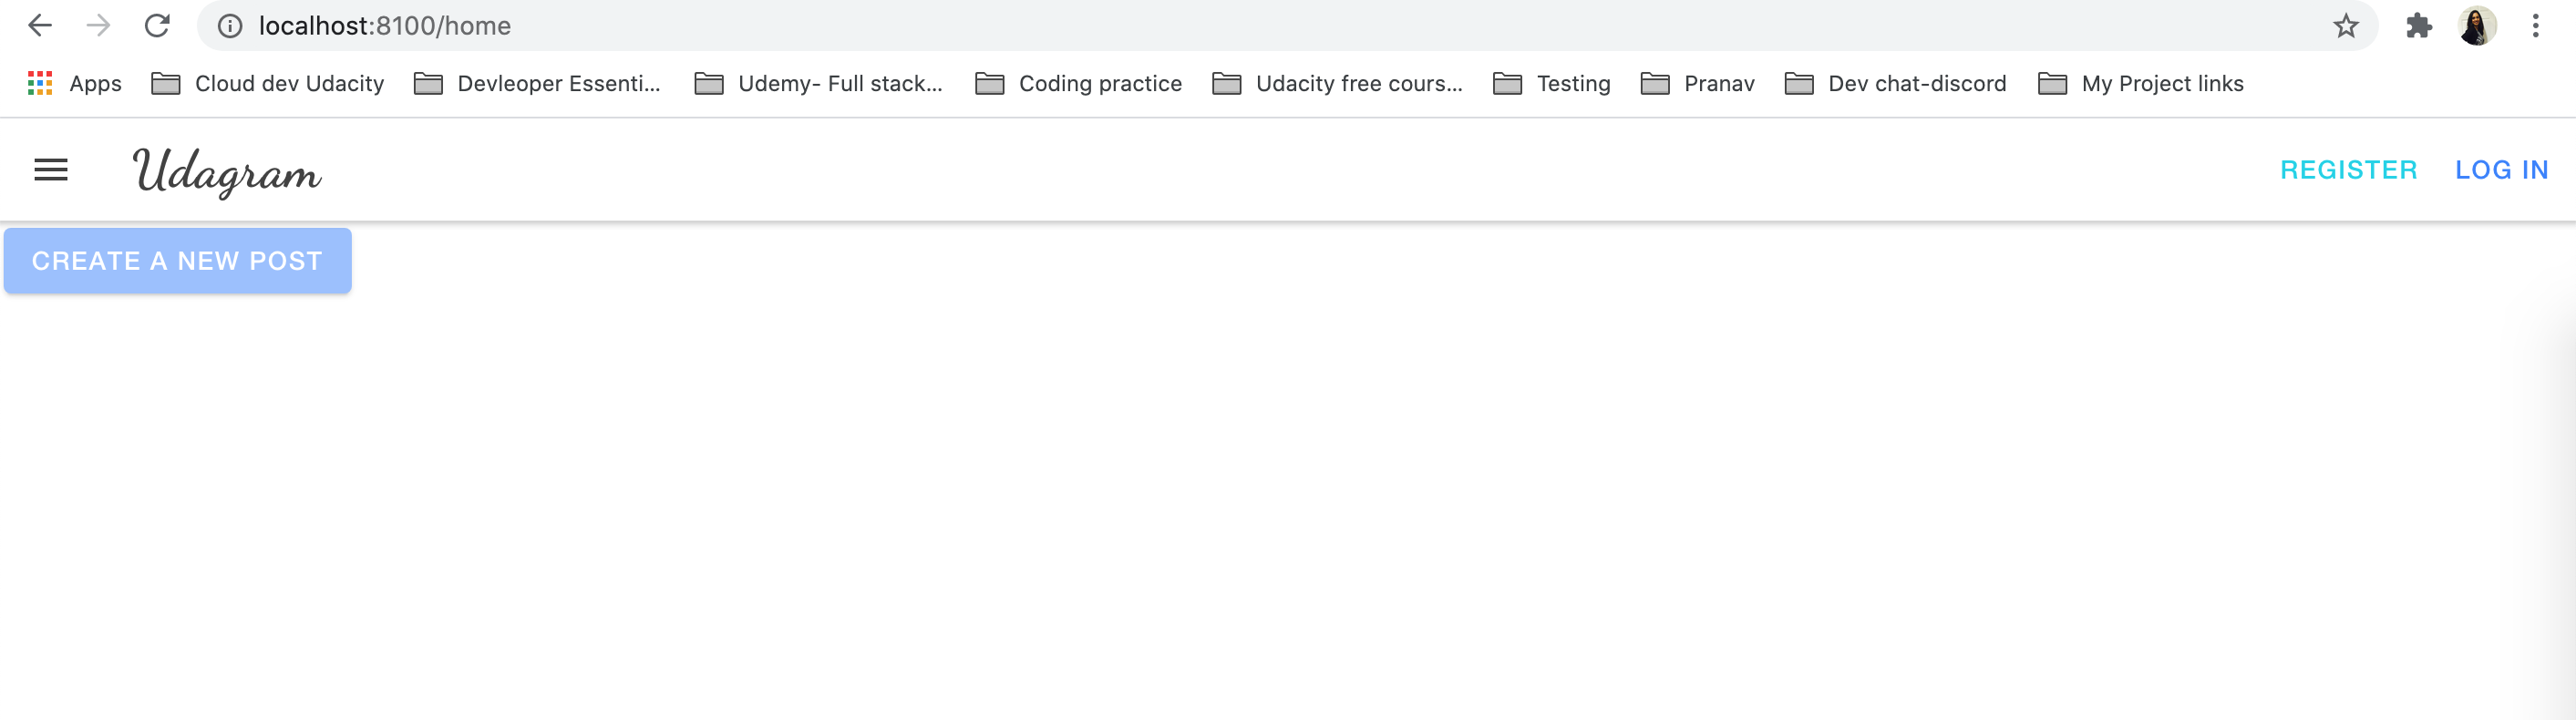 localhost:8100/home
Apps Cloud dev Udacity Devleoper Essenti... Udemy- Full stack... Coding practice Udacity free cours... Testing Pranav Dev chat-discord My Project links
Udagram REGISTER LOG IN
CREATE A NEW POST